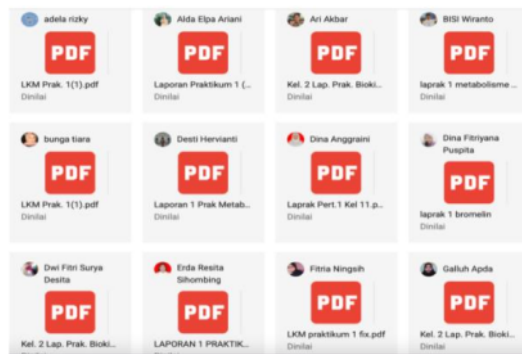 adela rizky
PDF
LKM Prak. 1(1).pdf
Dinilai
Alda Elpa Ariani
PDF
Laporan Praktikum 1 (...
Dinilai
Ari Akbar
PDF
Kel. 2 Lap. Prak. Bioki...
Dinilai
BISI Wiranto
PDF
laprak 1 metabolisme ...
Dinilai
bunga tiara
PDF
LKM Prak. 1(1).pdf
Dinilai
Desti Hervianti
PDF
Laporan 1 Prak Metab...
Dinilai
Dina Anggraini
PDF
Laprak Pert.1 Kel 11.p...
Dinilai
Dina Fitriyana
Puspita
PDF
laprak 1 bromelin
Dinilai
Dwi Fitri Surya
Desita
PDF
Kel. 2 Lap. Prak. Bioki...
Erda Resita
Sihombing
PDF
LAPORAN 1 PRAKTIK...
Fitria Ningsih
PDF
LKM praktikum 1 fix.pdf
Dinilai
Galluh Apda
PDF
Kel. 2 Lap. Prak. Bioki...
Dinilai